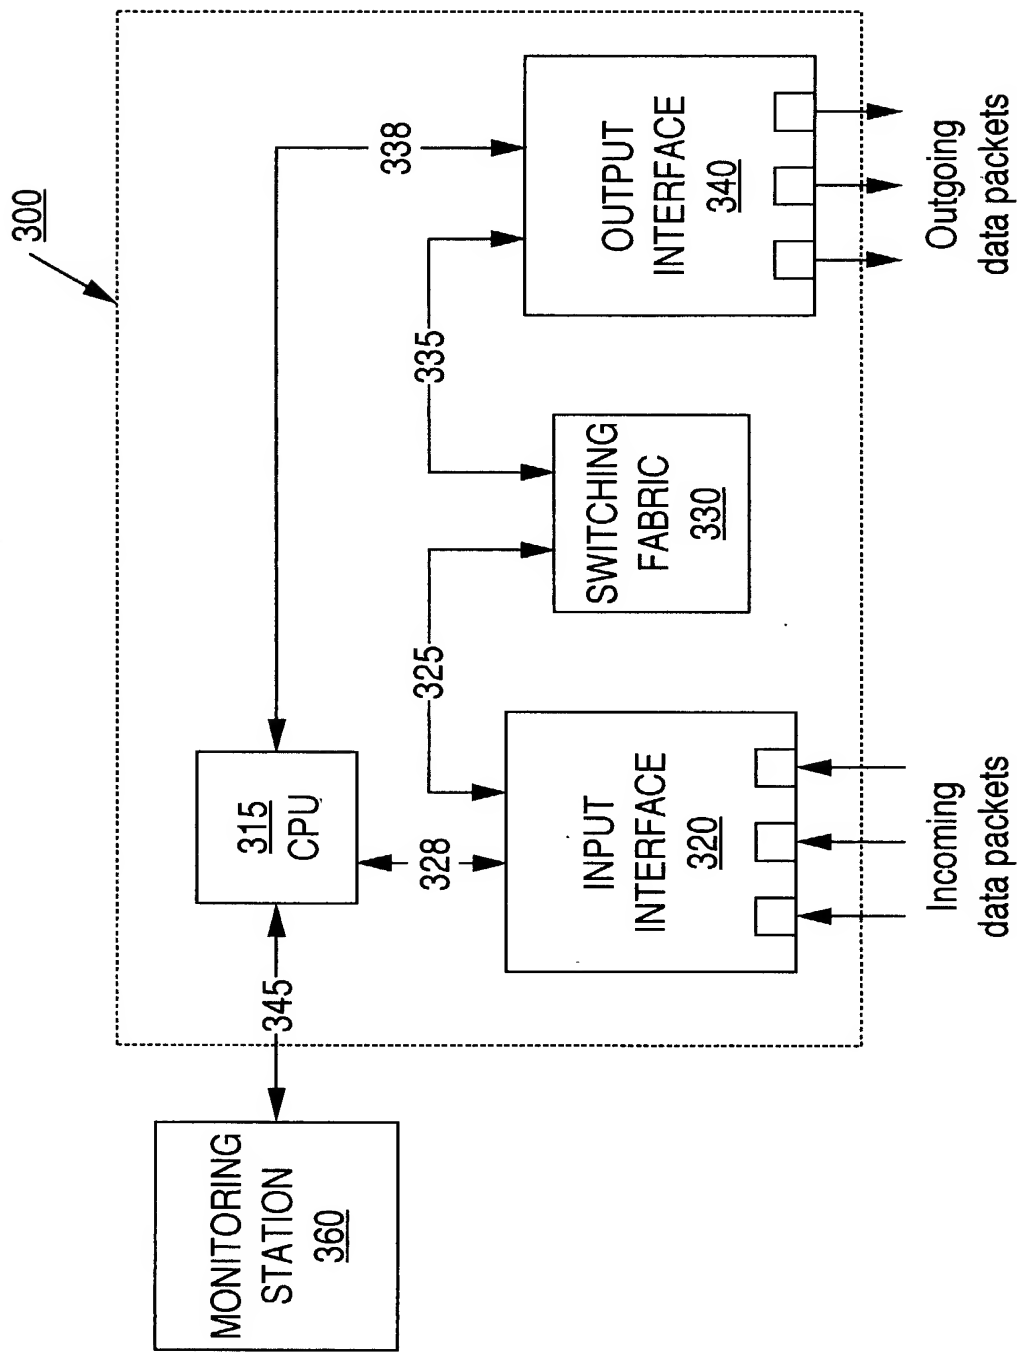 300
MONITORING
STATION
360
345
315
CPU
328
338
325
335
INPUT
INTERFACE
320
SWITCHING
FABRIC
330
OUTPUT
INTERFACE
340
Incoming
data packets
Outgoing
data packets